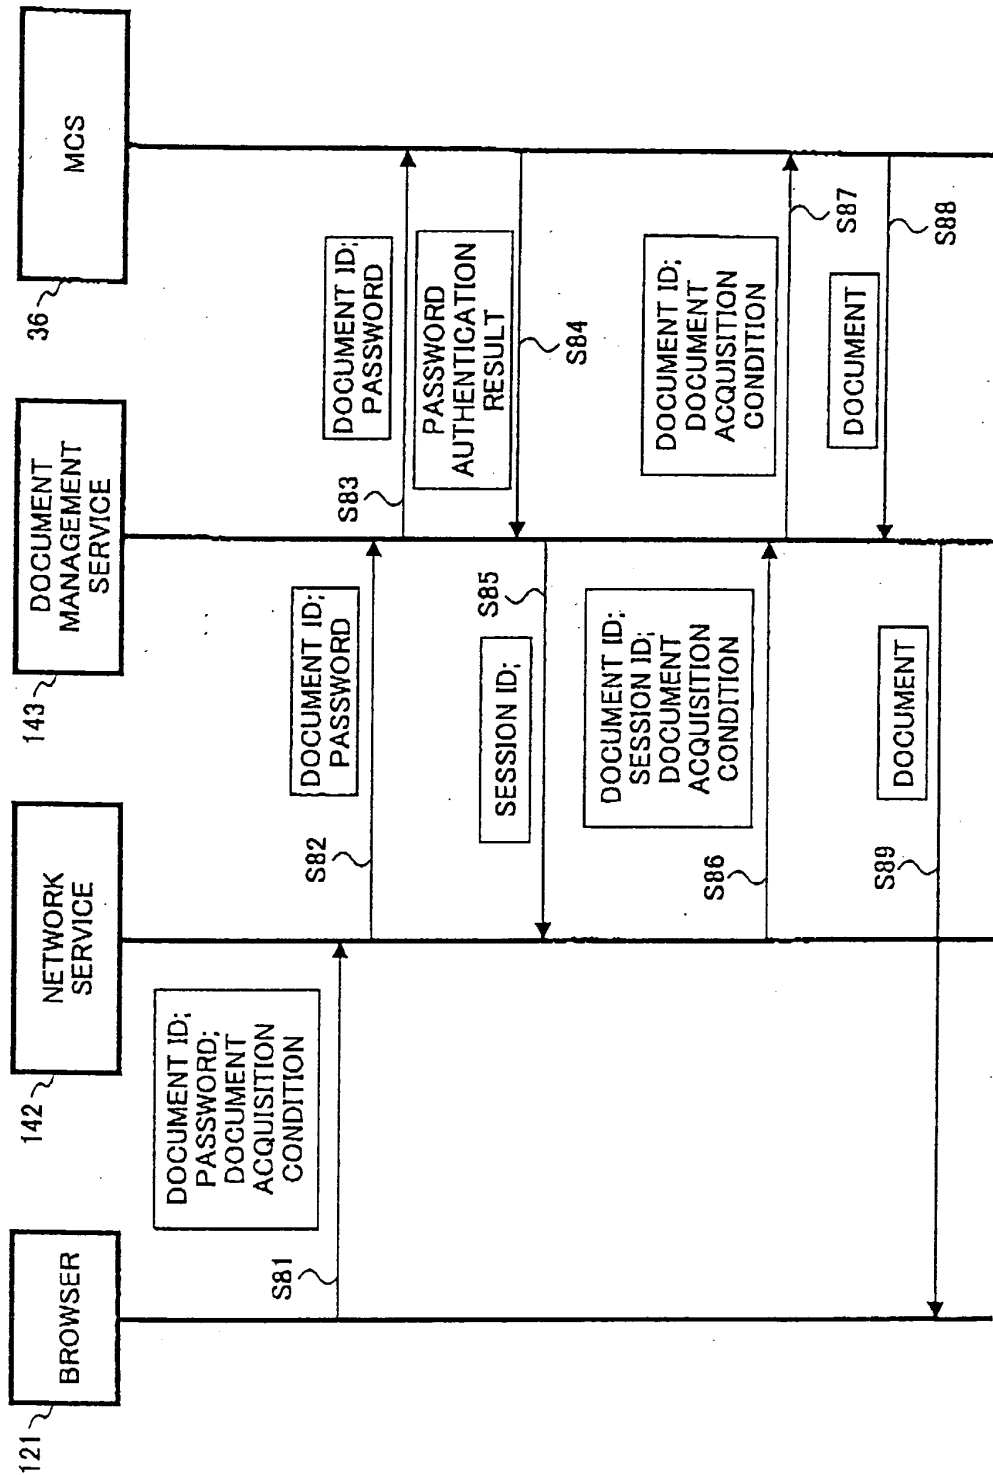 BROWSER
121
NETWORK
SERVICE
142
DOCUMENT
MANAGEMENT
SERVICE
143
MCS
36
DOCUMENT ID;
PASSWORD;
DOCUMENT
ACQUISITION
CONDITION
S81
DOCUMENT ID;
PASSWORD
S82
DOCUMENT ID;
PASSWORD
S83
PASSWORD
AUTHENTICATION
RESULT
S84
SESSION ID;
S85
DOCUMENT ID;
SESSION ID;
DOCUMENT
ACQUISITION
CONDITION
S86
DOCUMENT ID;
DOCUMENT
ACQUISITION
CONDITION
S87
DOCUMENT
S88
DOCUMENT
S89